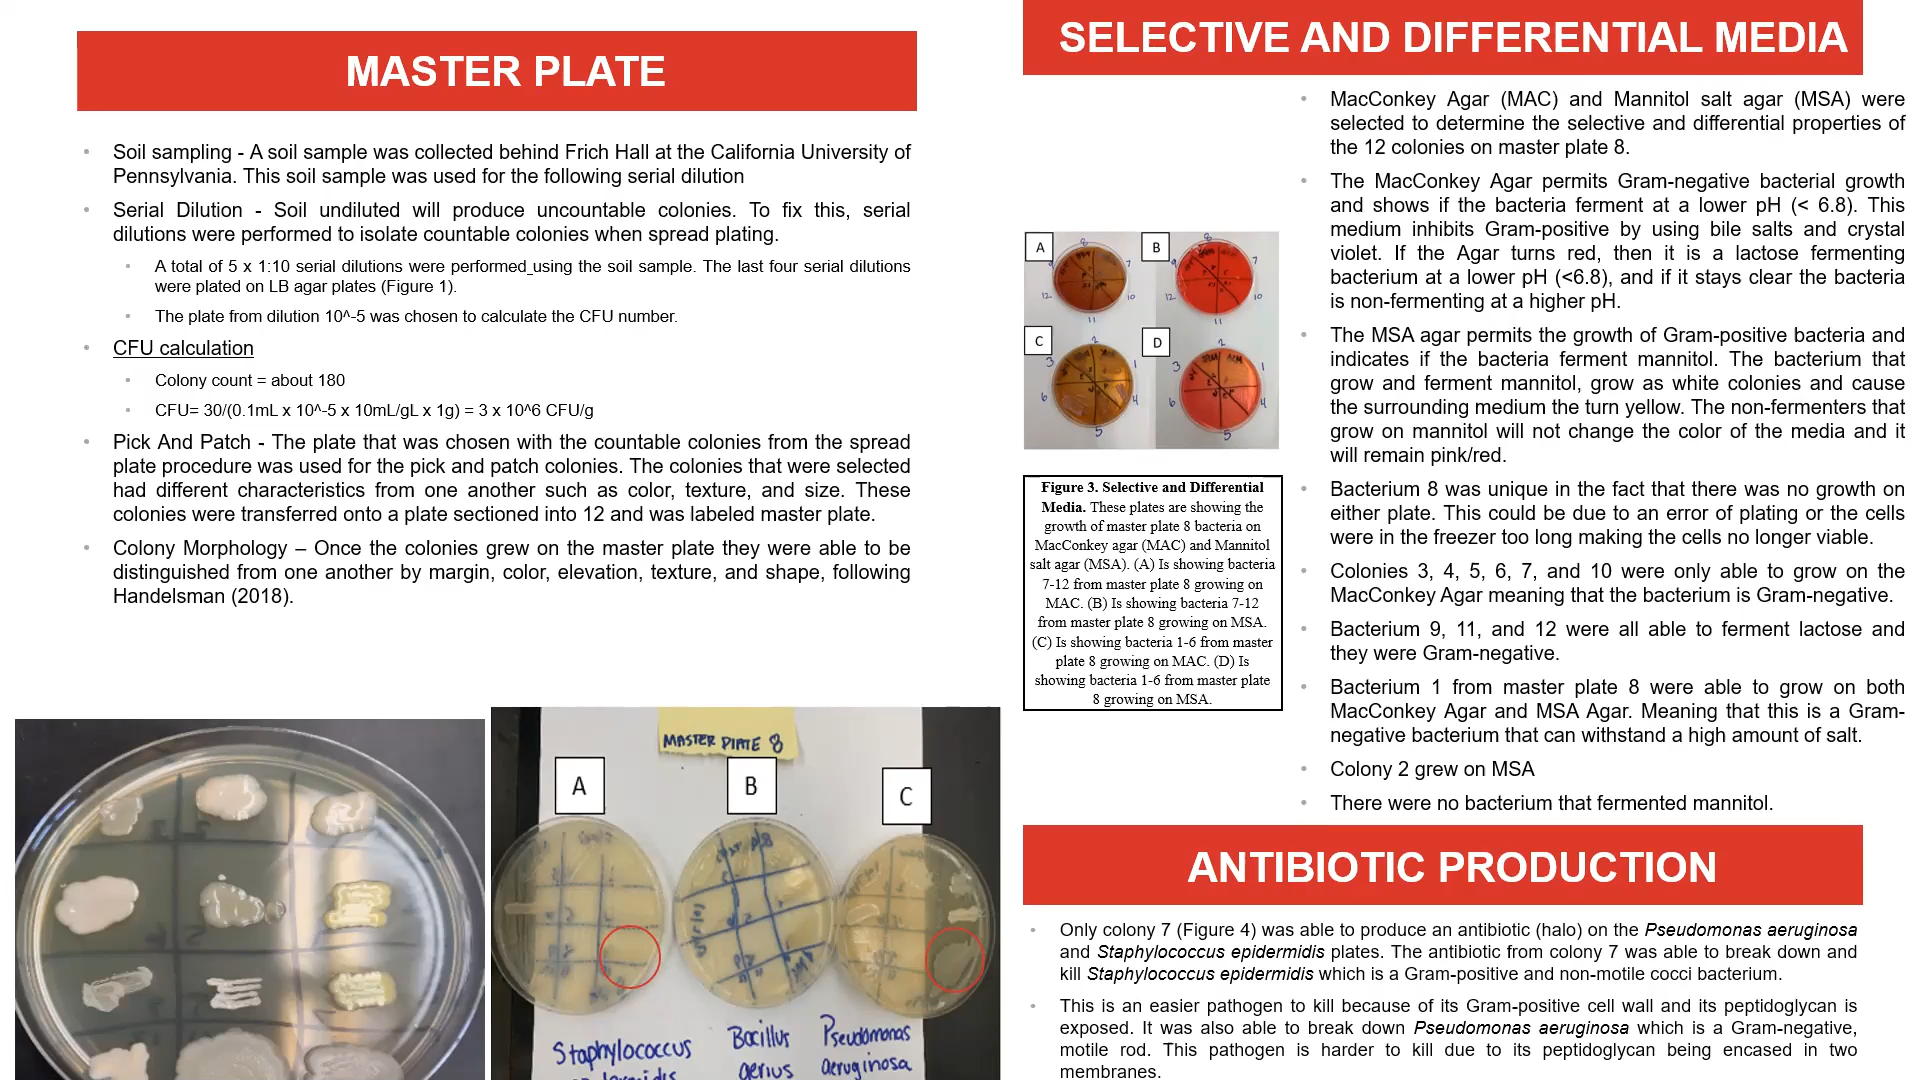 MASTER PLATE
• Soil sampling - A soil sample was collected behind Frich Hall at the California University of
Pennsylvania. This soil sample was used for the following serial dilution
• Serial Dilution - Soil undiluted will produce uncountable colonies. To fix this, serial
dilutions were performed to isolate countable colonies when spread plating.
• A total of 5 x 1:10 serial dilutions were performed using the soil sample. The last four serial dilutions
were plated on LB agar plates (Figure 1).
• The plate from dilution 10^-5 was chosen to calculate the CFU number.
• CFU calculation
• Colony count = about 180
• CFU= 30/(0.1mL x 10^-5 x 10mL/gL x 1g) = 3 x 10^6 CFU/g
• Pick And Patch - The plate that was chosen with the countable colonies from the spread
plate procedure was used for the pick and patch colonies. The colonies that were selected
had different characteristics from one another such as color, texture, and size. These
colonies were transferred onto a plate sectioned into 12 and was labeled master plate.
• Colony Morphology – Once the colonies grew on the master plate they were able to be
distinguished from one another by margin, color, elevation, texture, and shape, following
Handelsman (2018).
MASTER PLATE 8
A
B
C
Staphylococcus
Bacillus
Pseudomonas
aeruginosa
SELECTIVE AND DIFFERENTIAL MEDIA
A
8
7
12
10
11
B
8
9
7
12
10
11
C
2
3
1
6
4
5
D
2
3
1
6
4
5
Figure 3. Selective and Differential
Media. These plates are showing the
growth of master plate 8 bacteria on
MacConkey agar (MAC) and Mannitol
salt agar (MSA). (A) Is showing bacteria
7-12 from master plate 8 growing on
MAC. (B) Is showing bacteria 7-12
from master plate 8 growing on MSA.
(C) Is showing bacteria 1-6 from master
plate 8 growing on MAC. (D) Is
showing bacteria 1-6 from master plate
8 growing on MSA.
• MacConkey Agar (MAC) and Mannitol salt agar (MSA) were
selected to determine the selective and differential properties of
the 12 colonies on master plate 8.
• The MacConkey Agar permits Gram-negative bacterial growth
and shows if the bacteria ferment at a lower pH (< 6.8). This
medium inhibits Gram-positive by using bile salts and crystal
violet. If the Agar turns red, then it is a lactose fermenting
bacterium at a lower pH (<6.8), and if it stays clear the bacteria
is non-fermenting at a higher pH.
• The MSA agar permits the growth of Gram-positive bacteria and
indicates if the bacteria ferment mannitol. The bacterium that
grow and ferment mannitol, grow as white colonies and cause
the surrounding medium the turn yellow. The non-fermenters that
grow on mannitol will not change the color of the media and it
will remain pink/red.
• Bacterium 8 was unique in the fact that there was no growth on
either plate. This could be due to an error of plating or the cells
were in the freezer too long making the cells no longer viable.
• Colonies 3, 4, 5, 6, 7, and 10 were only able to grow on the
MacConkey Agar meaning that the bacterium is Gram-negative.
• Bacterium 9, 11, and 12 were all able to ferment lactose and
they were Gram-negative.
• Bacterium 1 from master plate 8 were able to grow on both
MacConkey Agar and MSA Agar. Meaning that this is a Gram-
negative bacterium that can withstand a high amount of salt.
• Colony 2 grew on MSA
• There were no bacterium that fermented mannitol.
ANTIBIOTIC PRODUCTION
• Only colony 7 (Figure 4) was able to produce an antibiotic (halo) on the Pseudomonas aeruginosa
and Staphylococcus epidermidis plates. The antibiotic from colony 7 was able to break down and
kill Staphylococcus epidermidis which is a Gram-positive and non-motile cocci bacterium.
• This is an easier pathogen to kill because of its Gram-positive cell wall and its peptidoglycan is
exposed. It was also able to break down Pseudomonas aeruginosa which is a Gram-negative,
motile rod. This pathogen is harder to kill due to its peptidoglycan being encased in two
membranes.